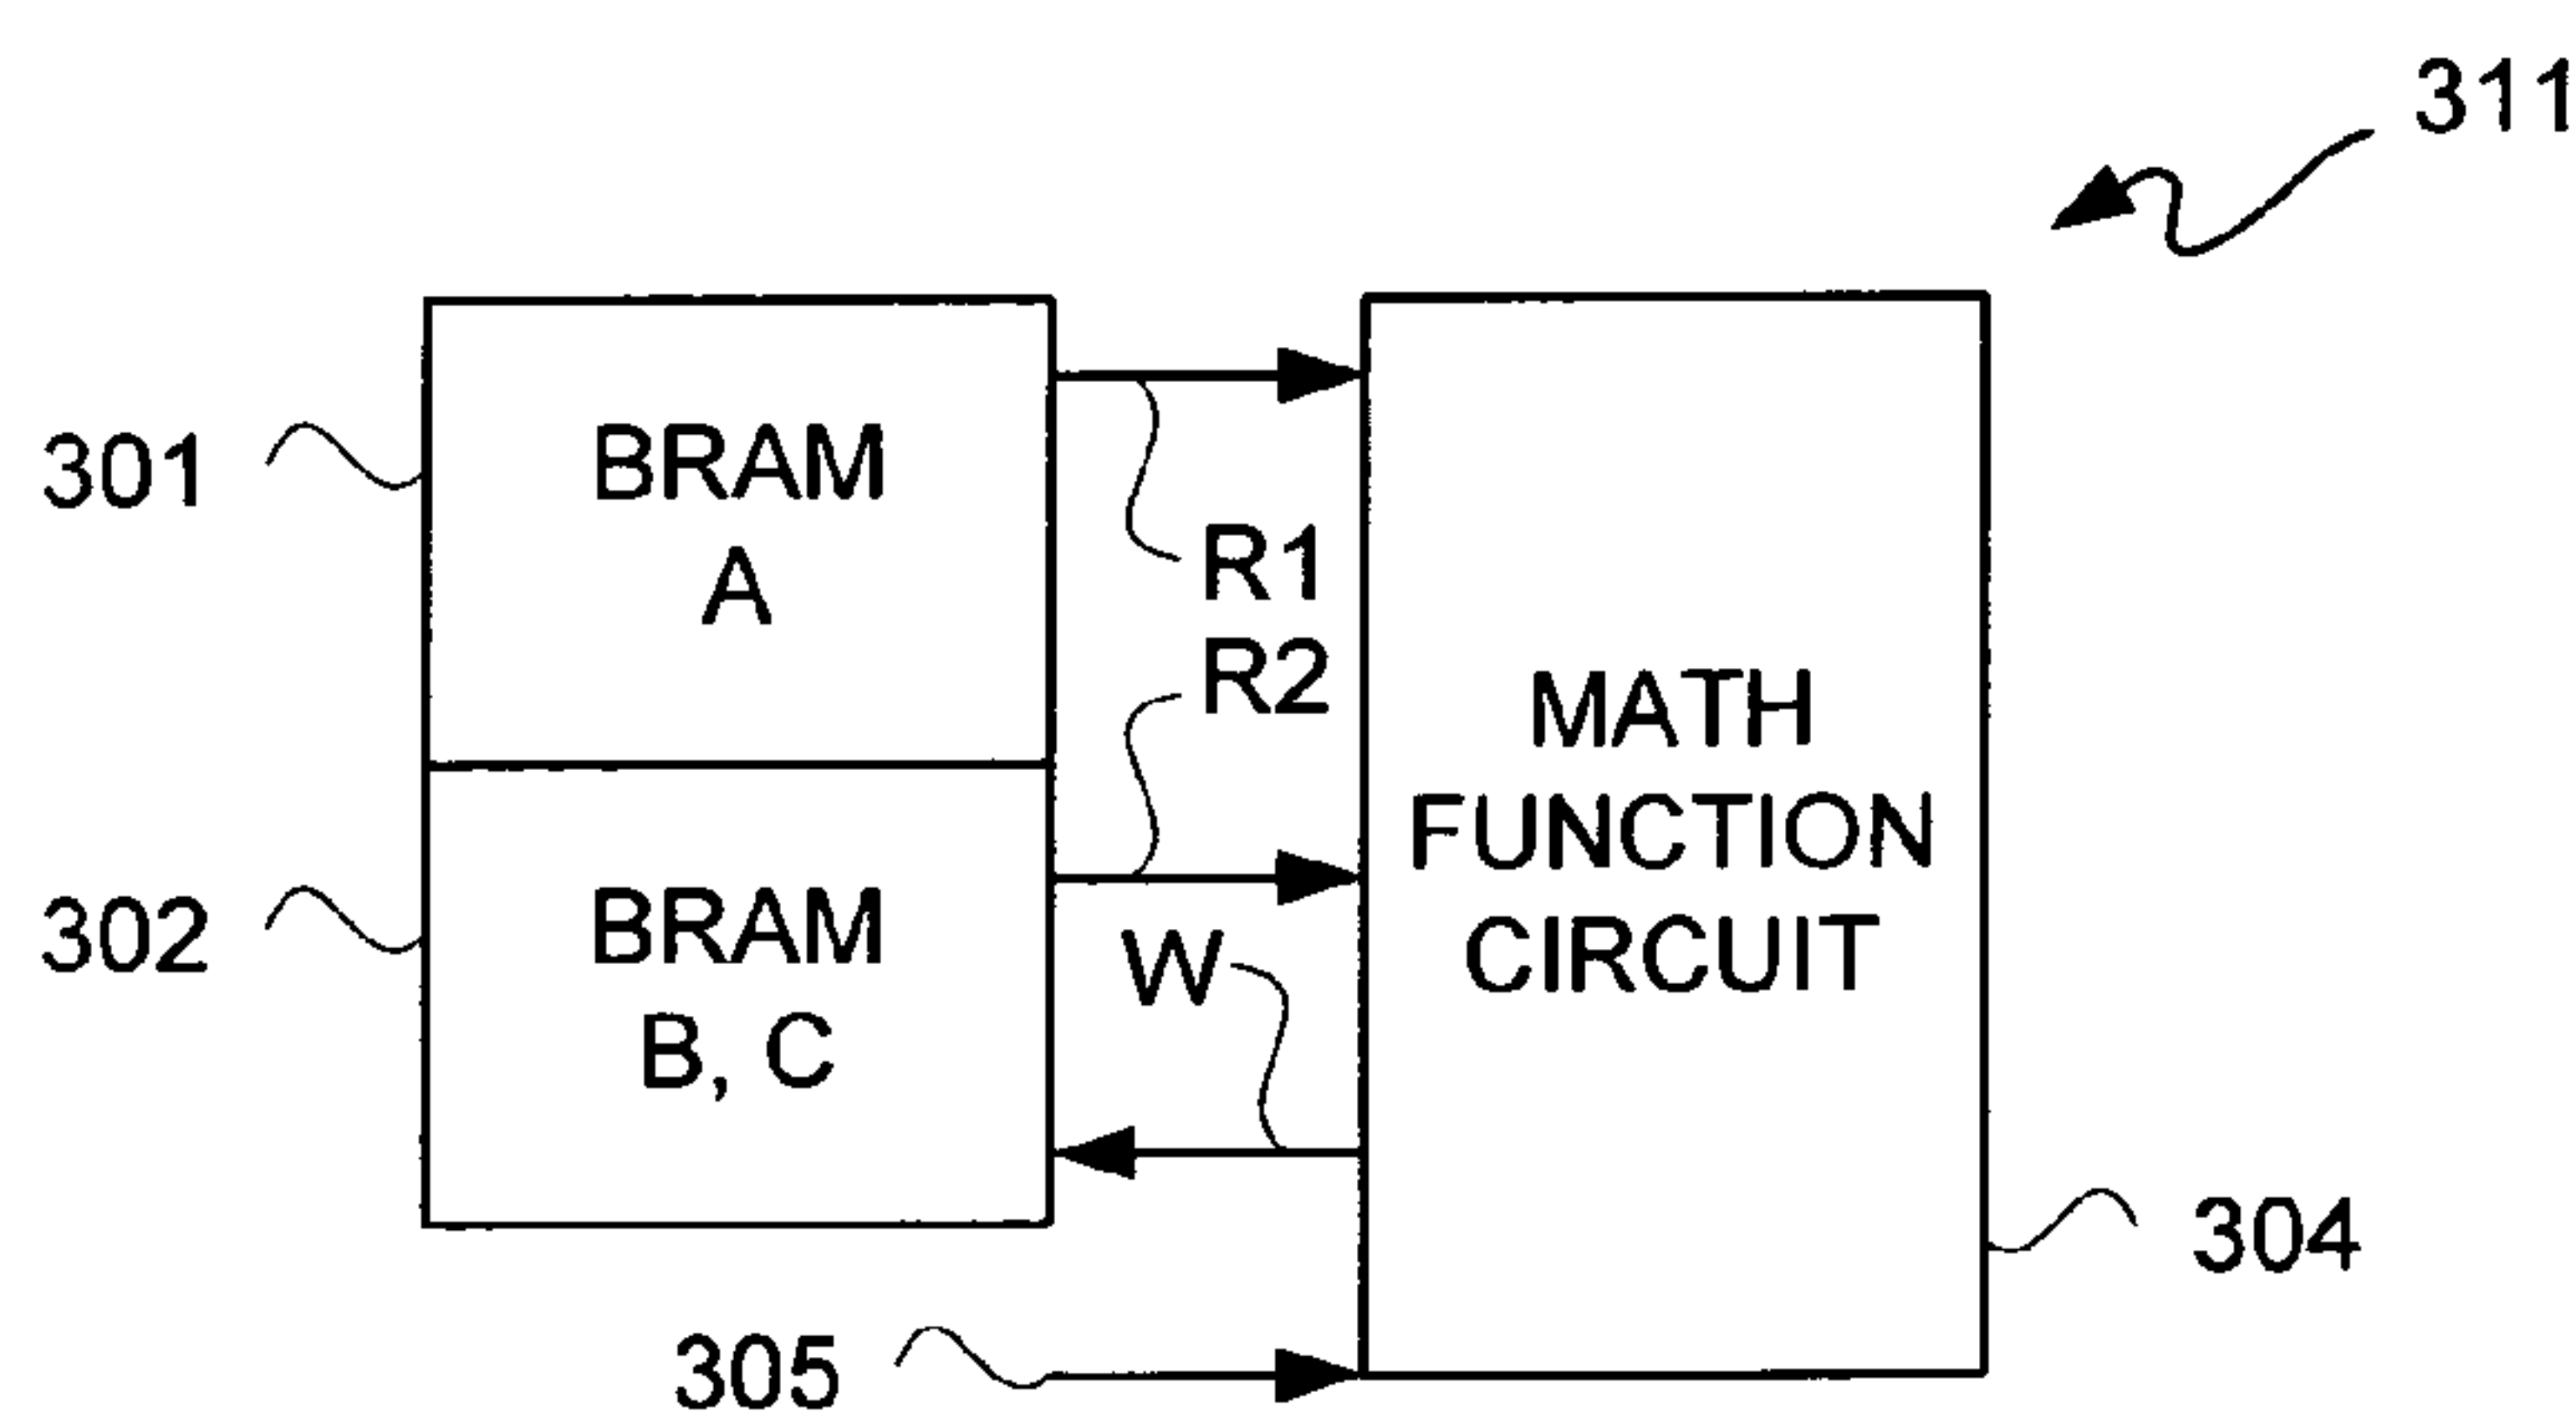 311
301
BRAM
A
R1
R2
302
BRAM
B, C
W
MATH
FUNCTION
CIRCUIT
304
305